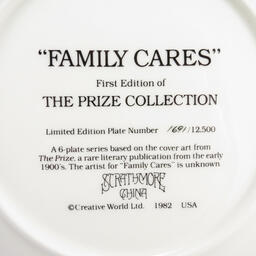 "FAMILY CARES"
First Edition of
THE PRIZE COLLECTION
Limited Edition Plate Number 1691/12.500
A 6-plate series based on the cover art from
The Prize, a rare literary publication from the early
1900's. The artist for "Family Cares" is unknown
STRATHMORE
CHINA
©Creative World Ltd. 1982 USA